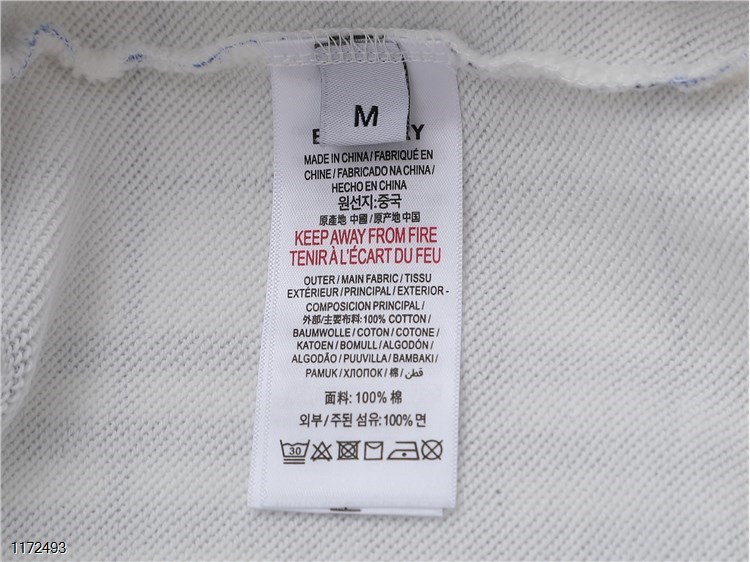 M
MADE IN CHINA / FABRIQUÉ EN
CHINE / FABRICADO NA CHINA /
HECHO EN CHINA
원선지:중국
原產地 中國 / 原产地 中国
KEEP AWAY FROM FIRE
TENIR À L'ÉCART DU FEU
OUTER / MAIN FABRIC / TISSU
EXTÉRIEUR / PRINCIPAL / EXTERIOR -
COMPOSICION PRINCIPAL /
外部/主要布料: 100% COTTON /
BAUMWOLLE / COTON / COTONE /
KATOEN / BOMULL / ALGODÓN /
ALGODÃO / PUUVILLA / BAMBAKI /
PAMUK / ХЛОПОК / 棉 / قطن
面料: 100% 棉
외부 / 주된 섬유: 100% 면
30
1172493